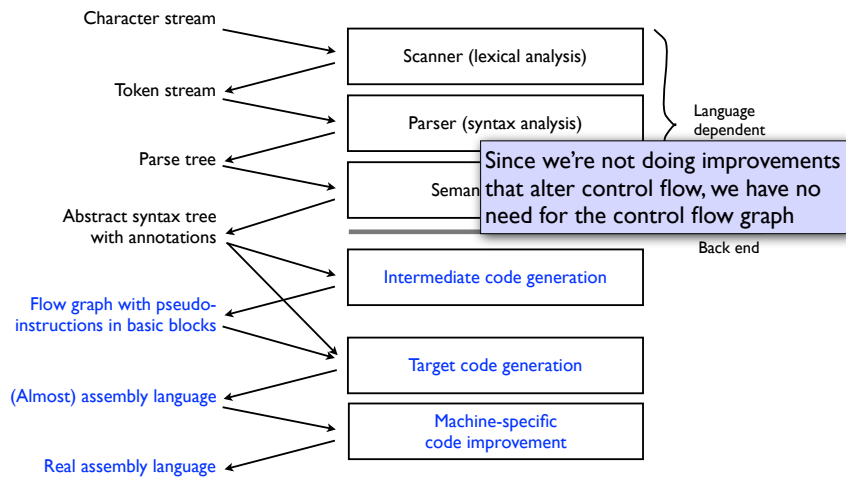 Character stream
Scanner (lexical analysis)
Token stream
Language
dependent
Parser (syntax analysis)
Since we're not doing improvements
that alter control flow, we have no
need for the control flow graph
Parse tree
Seman
Abstract syntax tree
with annotations
Back end
Intermediate code generation
Flow graph with pseudo-
instructions in basic blocks
Target code generation
(Almost) assembly language
Machine-specific
code improvement
Real assembly language